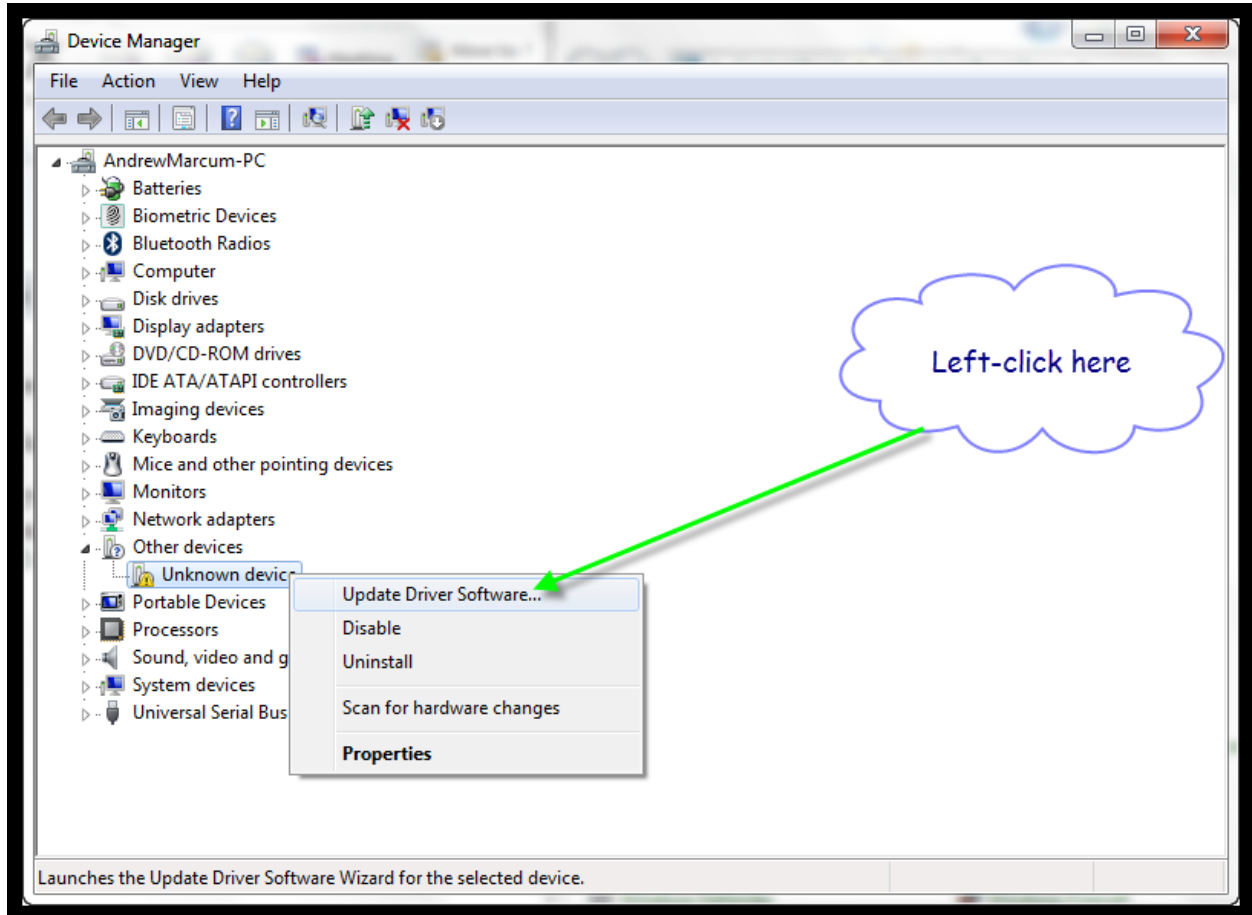 Device Manager
File Action View Help
AndrewMarcum-PC
Batteries
Biometric Devices
Bluetooth Radios
Computer
Disk drives
Display adapters
DVD/CD-ROM drives
IDE ATA/ATAPI controllers
Imaging devices
Keyboards
Mice and other pointing devices
Monitors
Network adapters
Other devices
Unknown device
Portable Devices
Processors
Sound, video and g
System devices
Universal Serial Bus
Update Driver Software...
Disable
Uninstall
Scan for hardware changes
Properties
Left-click here
Launches the Update Driver Software Wizard for the selected device.